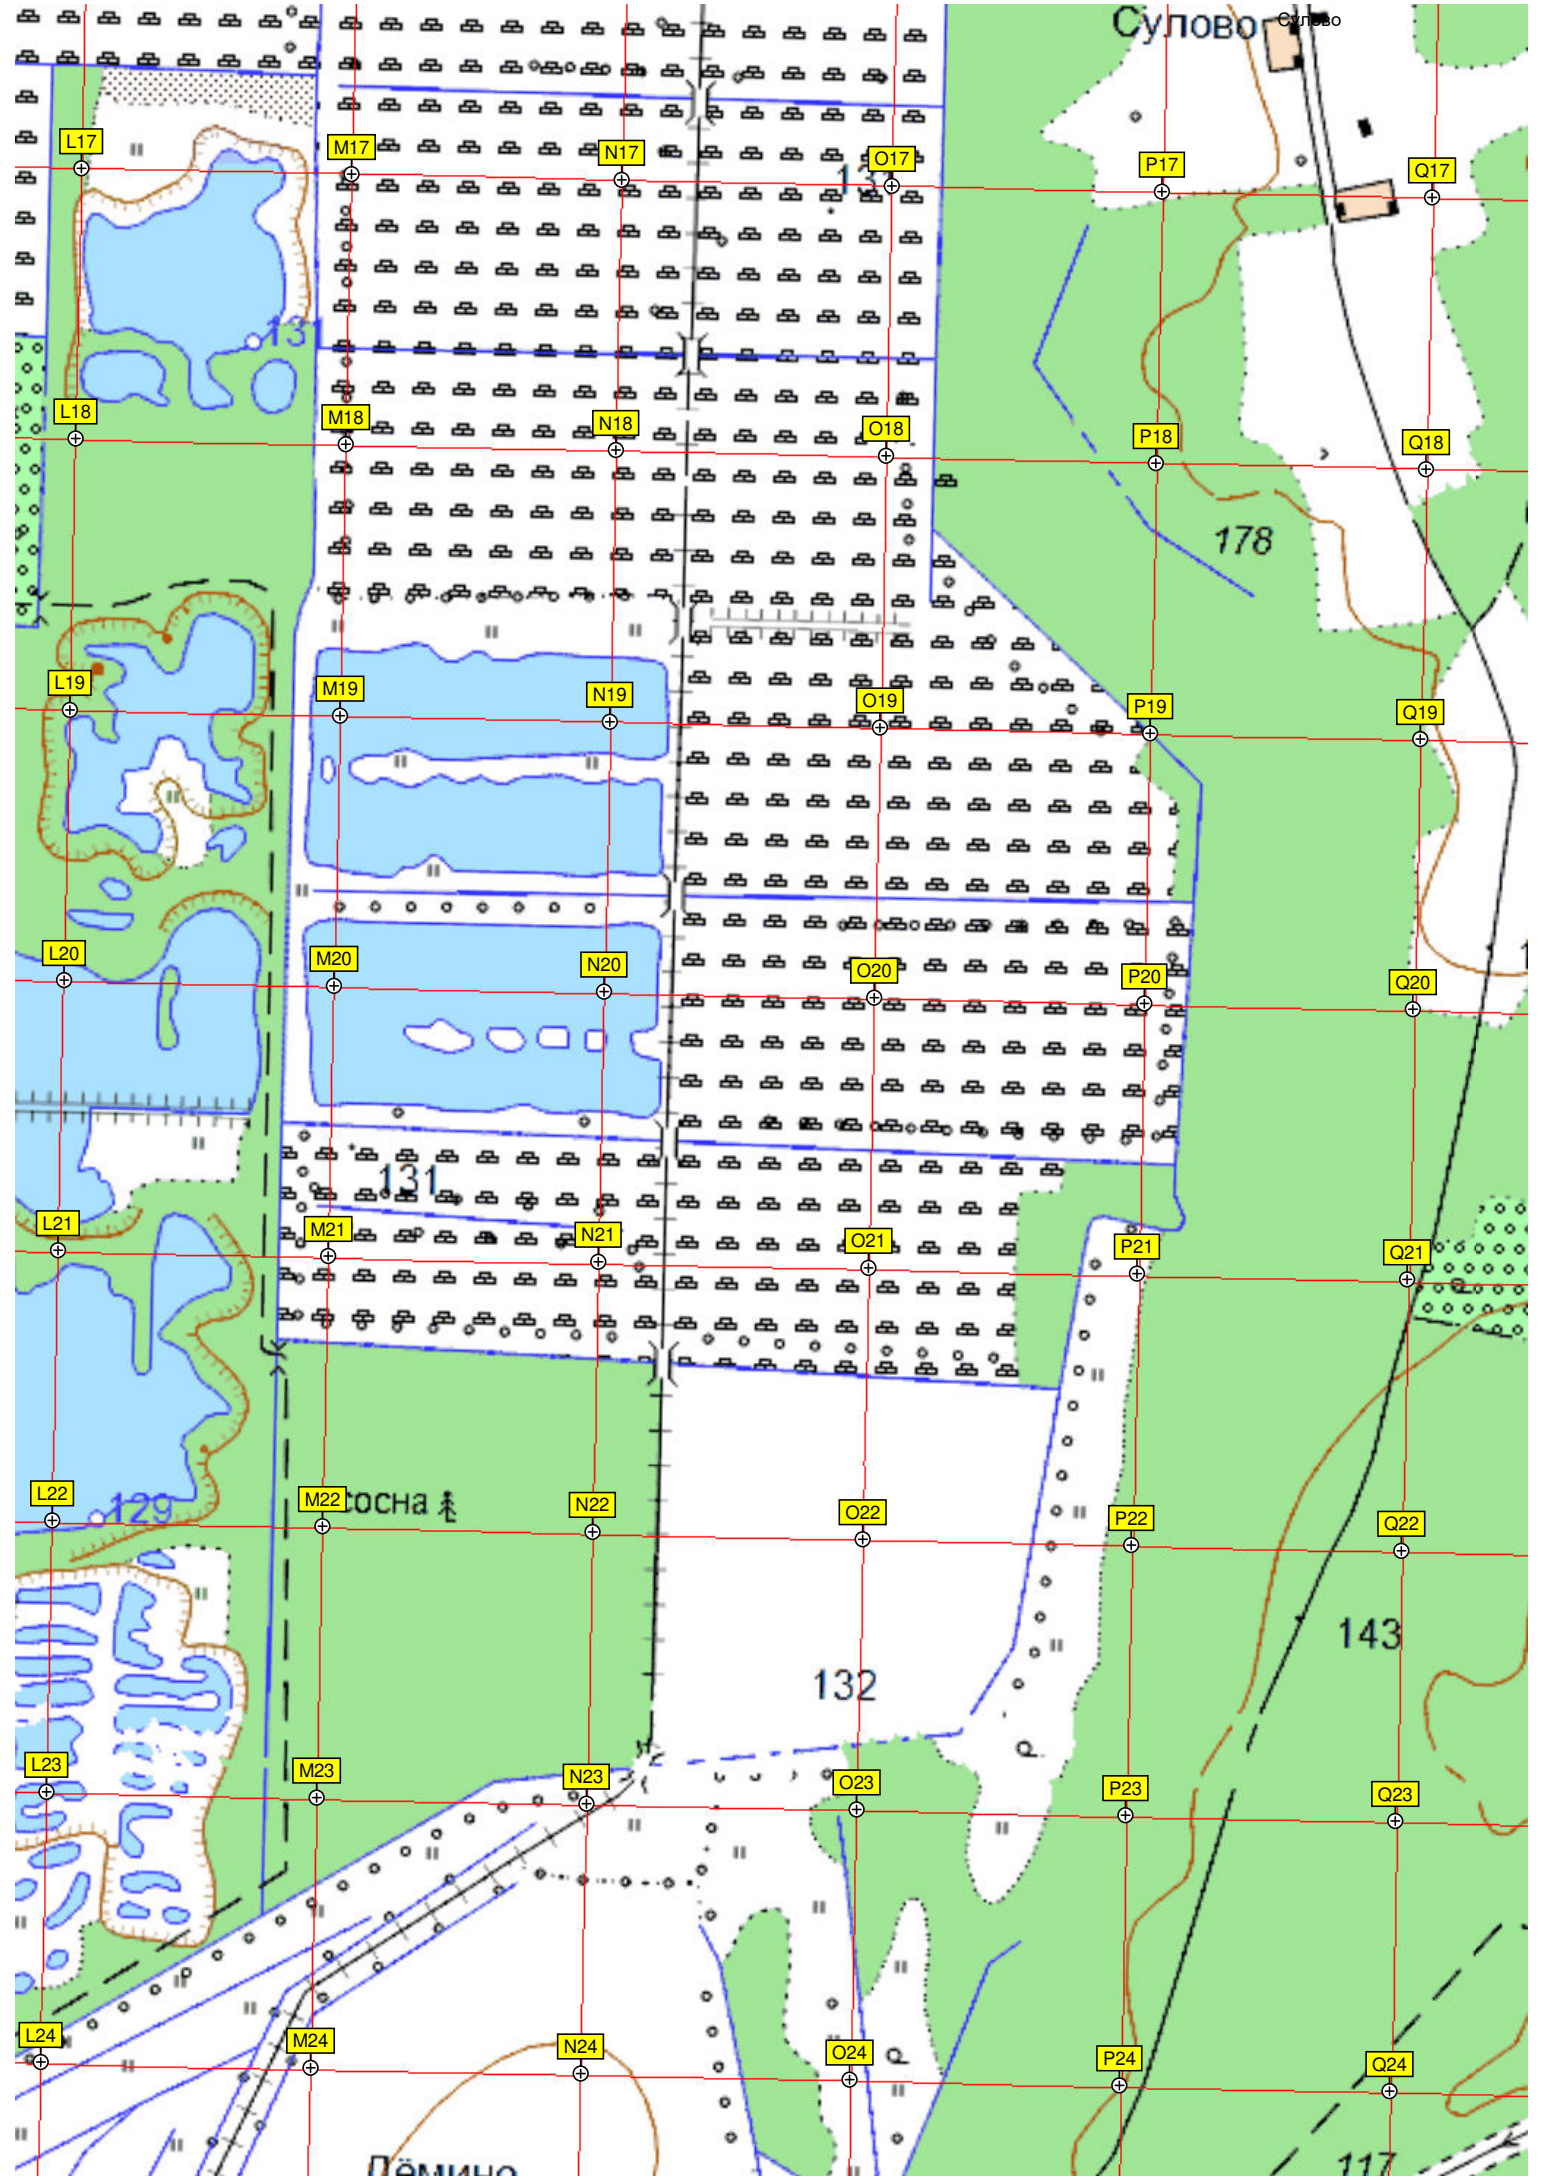 Сулово Сулово
L17 M17 N17 O17 P17 Q17
13
L18 M18 N18 O18 P18 Q18
178
L19 M19 N19 O19 P19 Q19
L20 M20 N20 O20 P20 Q20
131
L21 M21 N21 O21 P21 Q21
L22 M22 N22 O22 P22 Q22
129 сосна
143
132
L23 M23 N23 O23 P23 Q23
L24 M24 N24 O24 P24 Q24
Дёмино 117